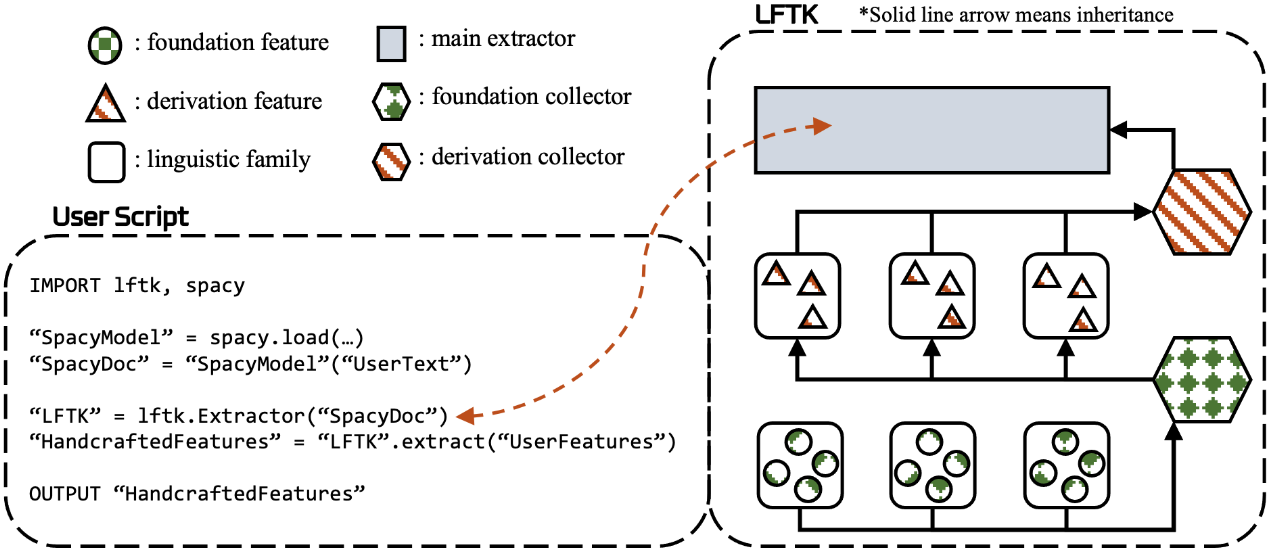 LFTK
*Solid line arrow means inheritance
: foundation feature
: main extractor
: derivation feature
: foundation collector
: linguistic family
: derivation collector
User Script
IMPORT lftk, spacy
“SpacyModel” = spacy.load(…)
“SpacyDoc” = “SpacyModel”(“UserText”)
“LFTK” = lftk.Extractor(“SpacyDoc”)
“HandcraftedFeatures” = “LFTK”.extract(“UserFeatures”)
OUTPUT “HandcraftedFeatures”